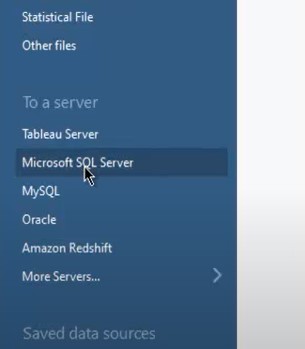 Statistical File
Other files
To a server
Tableau Server
Microsoft SQL Server
MySQL
Oracle
Amazon Redshift
More Servers...
Saved data sources